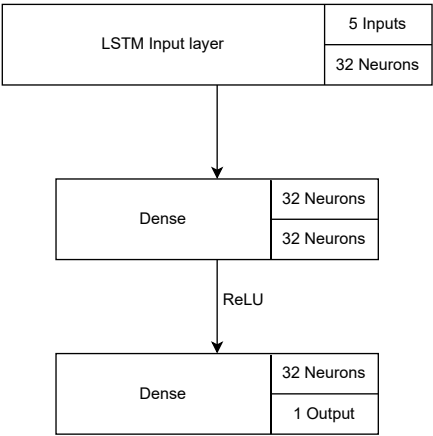 LSTM Input layer
5 Inputs
32 Neurons
Dense
32 Neurons
32 Neurons
ReLU
Dense
32 Neurons
1 Output